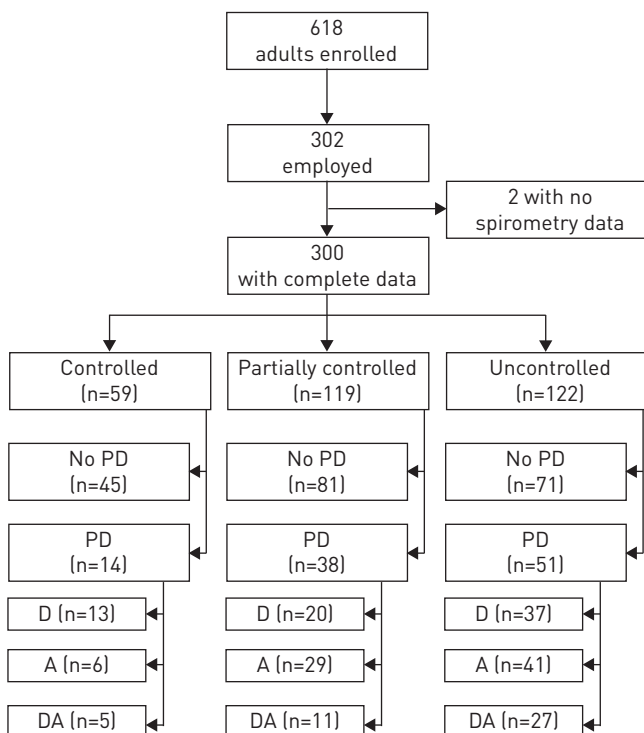 618
adults enrolled
302
employed
2 with no
spirometry data
300
with complete data
Controlled
(n=59)
Partially controlled
(n=119)
Uncontrolled
(n=122)
No PD
(n=45)
No PD
(n=81)
No PD
(n=71)
PD
(n=14)
PD
(n=38)
PD
(n=51)
D (n=13)
D (n=20)
D (n=37)
A (n=6)
A (n=29)
A (n=41)
DA (n=5)
DA (n=11)
DA (n=27)